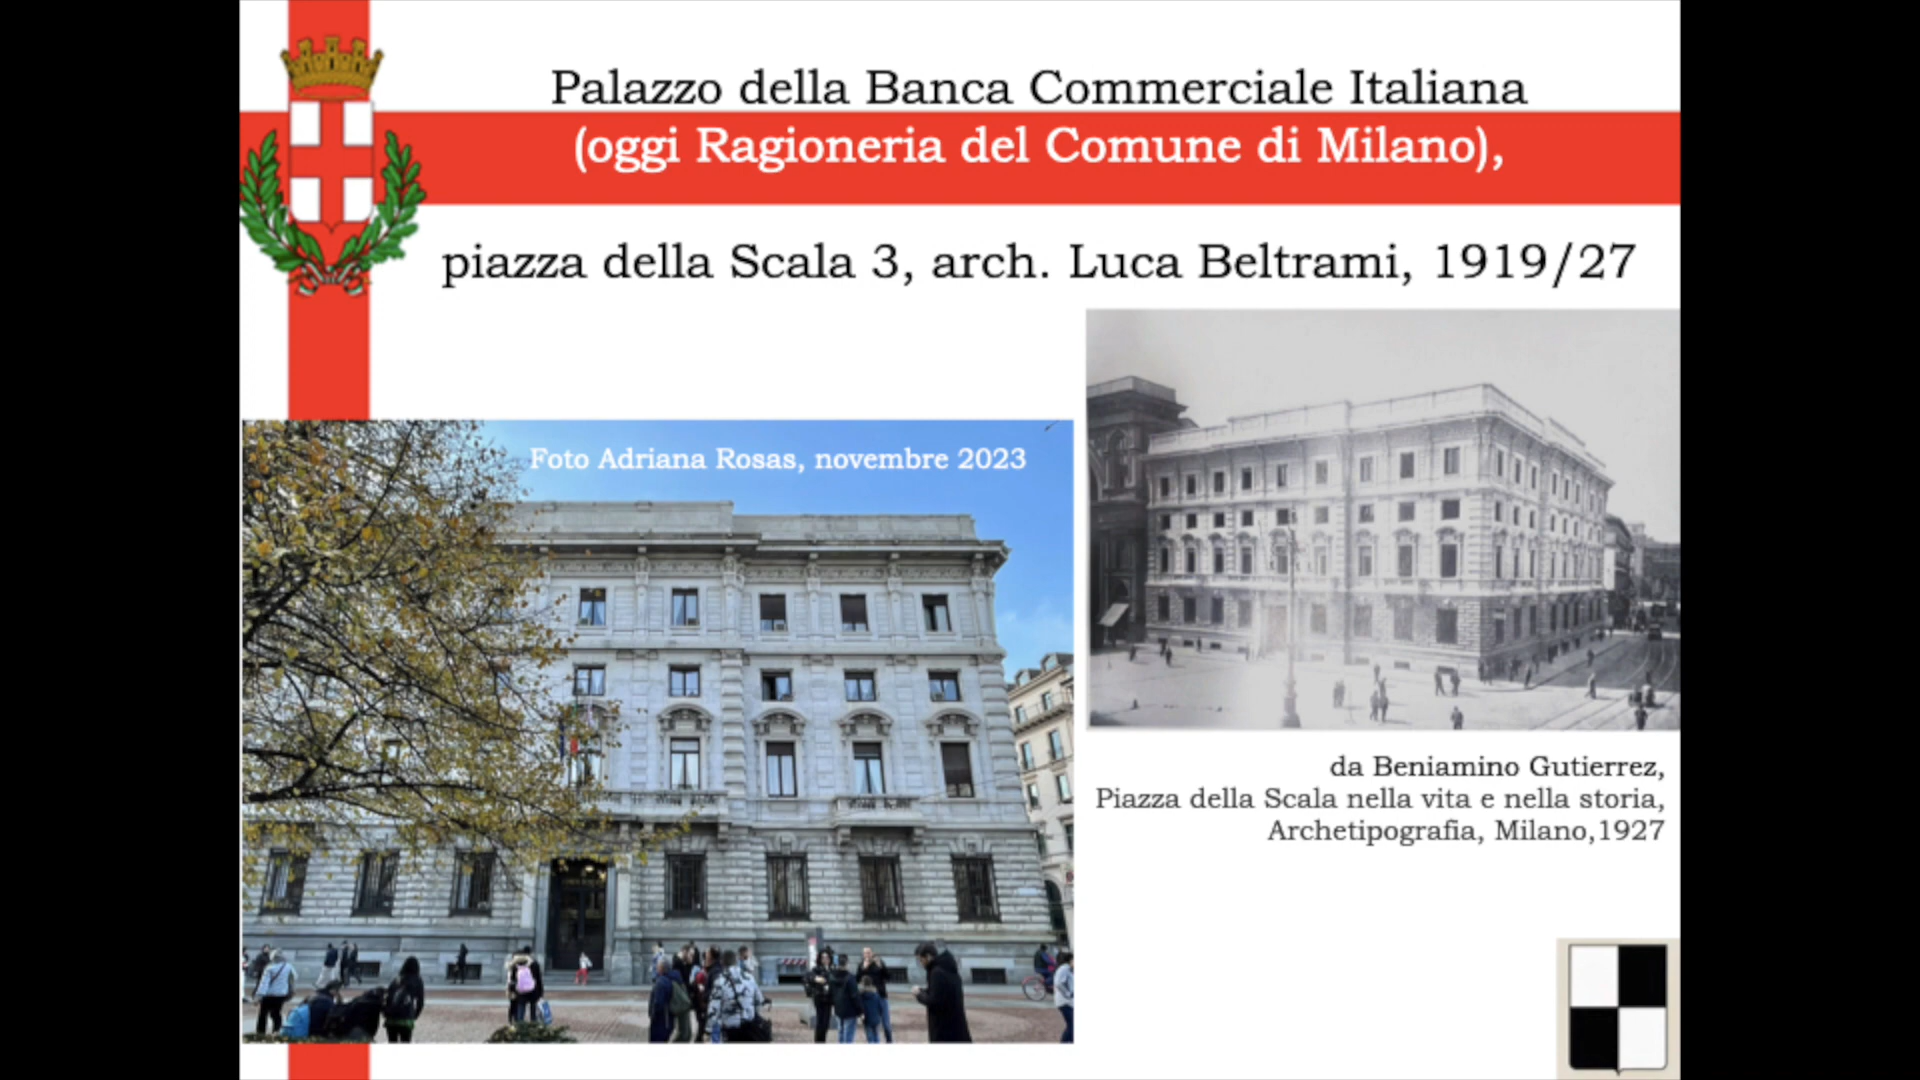 Palazzo della Banca Commerciale Italiana
(oggi Ragioneria del Comune di Milano),
piazza della Scala 3, arch. Luca Beltrami, 1919/27
Foto Adriana Rosas, novembre 2023
da Beniamino Gutierrez,
Piazza della Scala nella vita e nella storia,
Archetipografia, Milano,1927